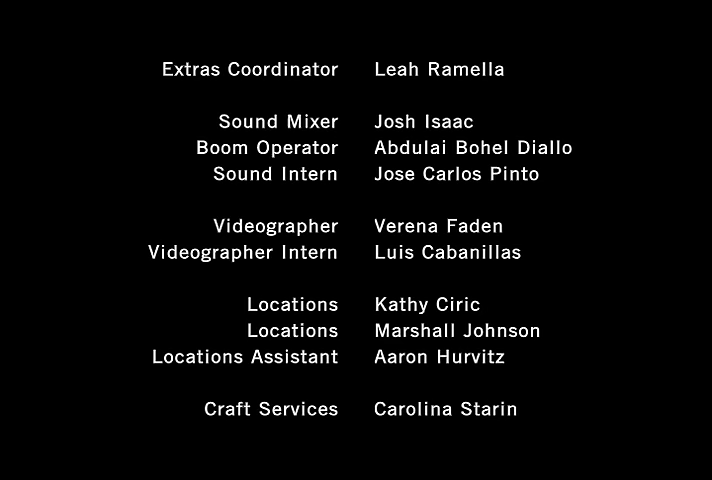 Extras Coordinator Leah Ramella
Sound Mixer Josh Isaac
Boom Operator Abdulai Bohel Diallo
Sound Intern Jose Carlos Pinto
Videographer Verena Faden
Videographer Intern Luis Cabanillas
Locations Kathy Ciric
Locations Marshall Johnson
Locations Assistant Aaron Hurvitz
Craft Services Carolina Starin